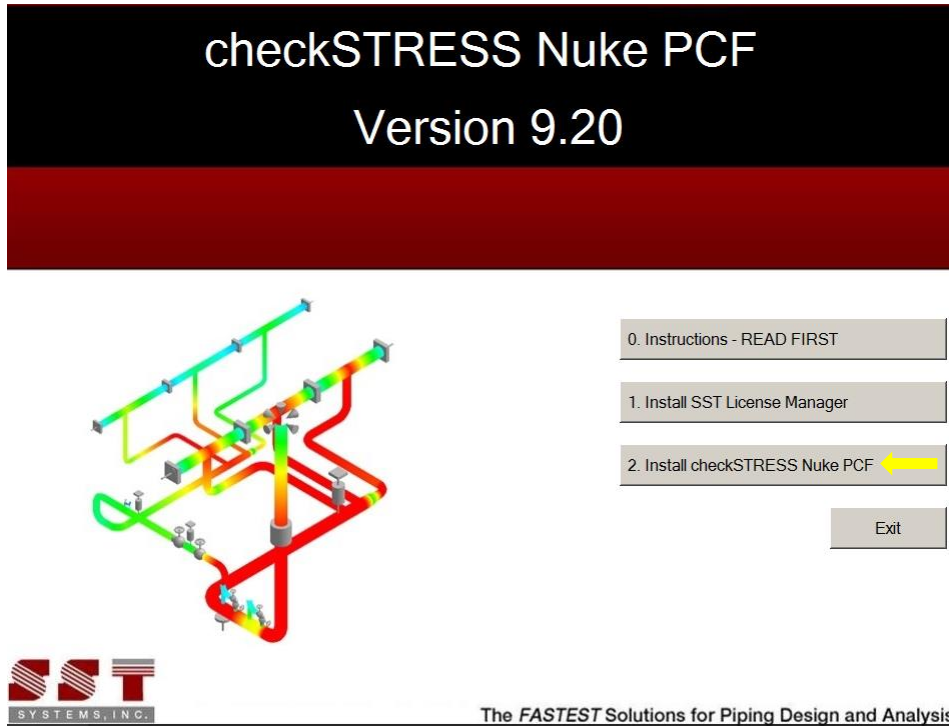 checkSTRESS Nuke PCF
Version 9.20
0. Instructions - READ FIRST
1. Install SST License Manager
2. Install checkSTRESS Nuke PCF
Exit
SST
SYSTEMS, INC.
The FASTEST Solutions for Piping Design and Analysis